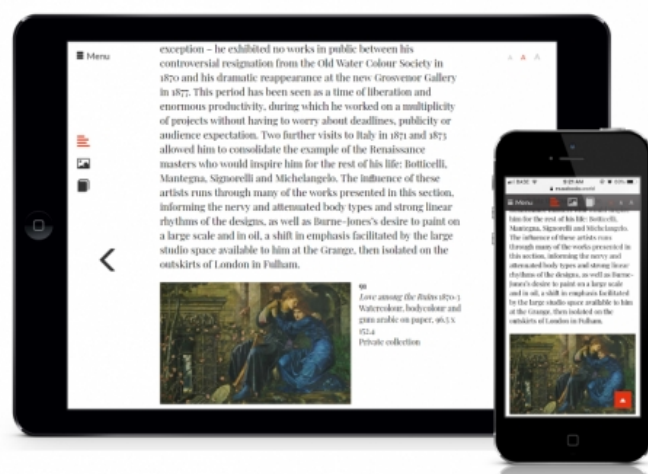 Menu
A A A
exception – he exhibited no works in public between his
controversial resignation from the Old Water Colour Society in
1870 and his dramatic reappearance at the new Grosvenor Gallery
in 1877. This period has been seen as a time of liberation and
enormous productivity, during which he worked on a multiplicity
of projects without having to worry about deadlines, publicity or
audience expectation. Two further visits to Italy in 1871 and 1873
allowed him to consolidate the example of the Renaissance
masters who would inspire him for the rest of his life: Botticelli,
Mantegna, Signorelli and Michelangelo. The influence of these
artists runs through many of the works presented in this section,
informing the nervy and attenuated body types and strong linear
rhythms of the designs, as well as Burne-Jones's desire to paint on
a large scale and in oil, a shift in emphasis facilitated by the large
studio space available to him at the Grange, then isolated on the
outskirts of London in Fulham.
Love among the Ruins 1870-3
Watercolour, bodycolour and
gum arabic on paper, 96.5 x
152.4
Private collection
Menu
him for the rest of his life: Botticelli,
Mantegna, Signorelli and Michelangelo.
The influence of these artists runs
through many of the works presented in
this section, informing the nervy and
attenuated body types and strong linear
rhythms of the designs, as well as Burne-
Jones's desire to paint on a large scale
and in oil, a shift in emphasis facilitated
by the large studio space available to him
at the Grange, then isolated on the
outskirts of London in Fulham.